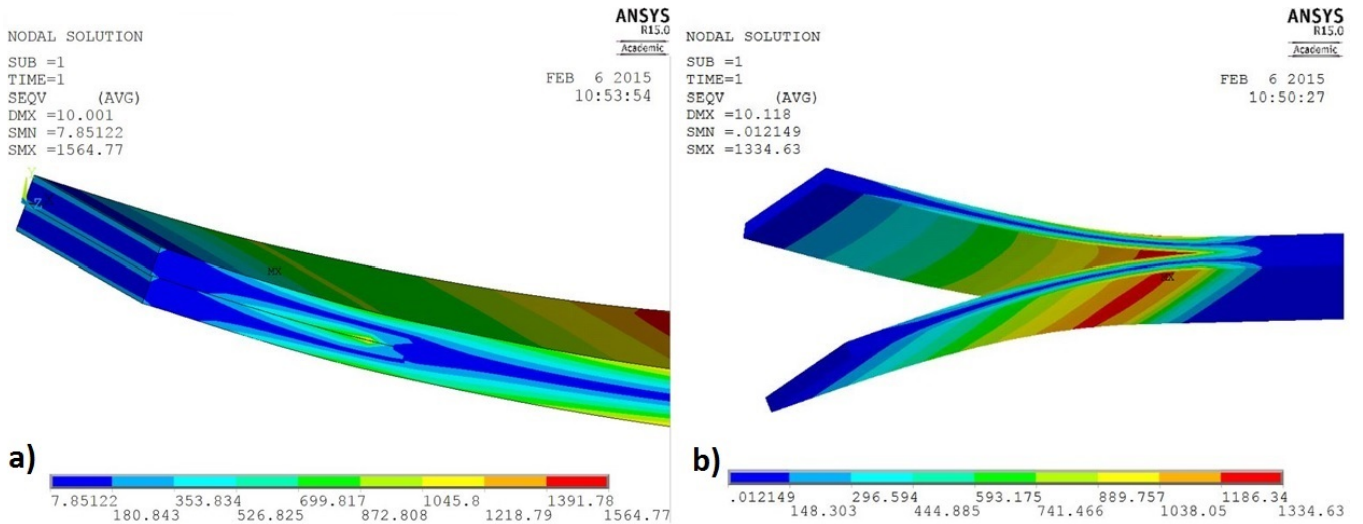 ANSYS
R15.0
Academic
NODAL SOLUTION
SUB =1
TIME=1
SEQV (AVG)
DMX =10.001
SMN =7.85122
SMX =1564.77
FEB 6 2015
10:53:54
Y
Z
MX
a)
7.85122 353.8334 699.817 1045.8 1391.78
180.843 526.825 872.808 1218.79 1564.77
ANSYS
R15.0
Academic
NODAL SOLUTION
SUB =1
TIME=1
SEQV (AVG)
DMX =10.118
SMN =.012149
SMX =1334.63
FEB 6 2015
10:50:27
b)
.012149 296.594 593.175 889.757 1186.34
148.303 444.885 741.466 1038.05 1334.63